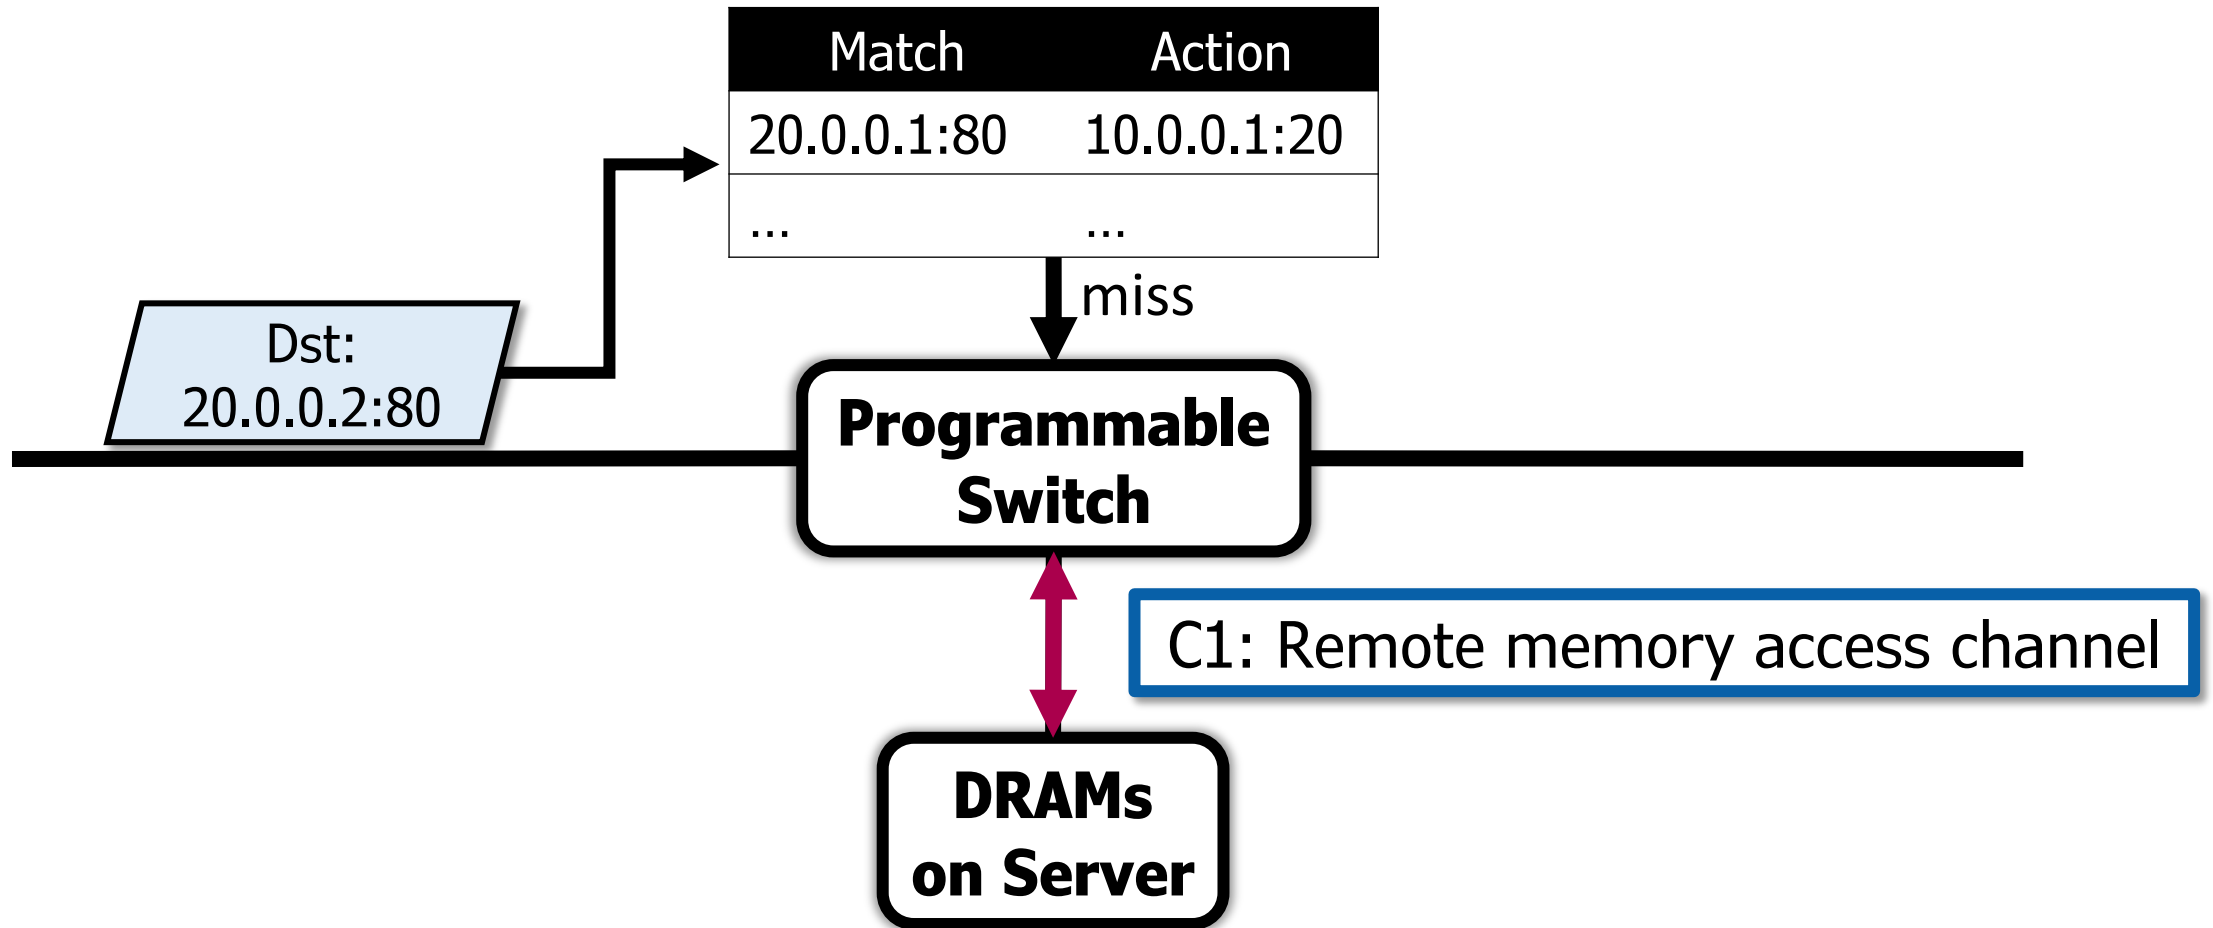 Match Action
20.0.0.1:80 10.0.0.1:20
... ...
miss
Dst:
20.0.0.2:80
Programmable
Switch
C1: Remote memory access channel
DRAMs
on Server